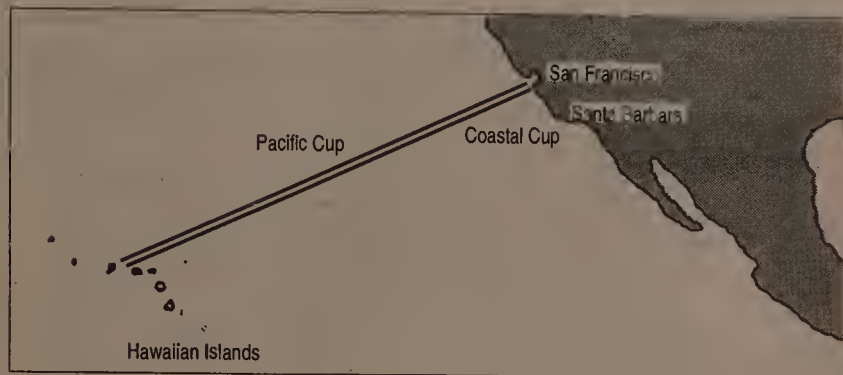 San Francisco
Santa Barbara
Pacific Cup
Coastal Cup
Hawaiian Islands